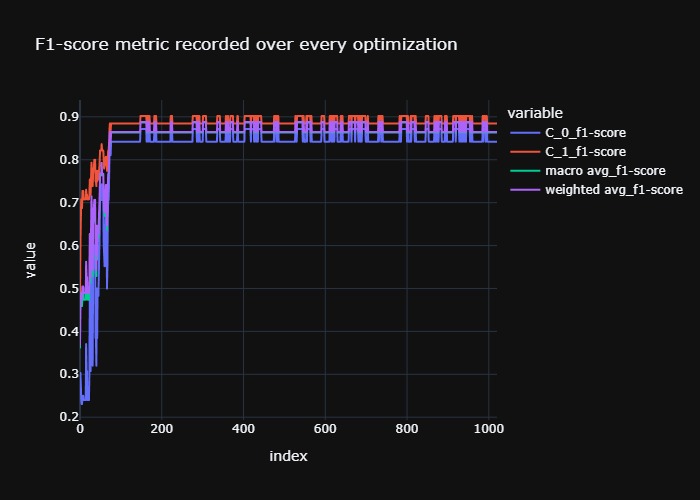 F1-score metric recorded over every optimization
variable
C_0_f1-score
C_1_f1-score
macro avg_f1-score
weighted avg_f1-score
value
0.9
0.8
0.7
0.6
0.5
0.4
0.3
0.2
0 200 400 600 800 1000
index